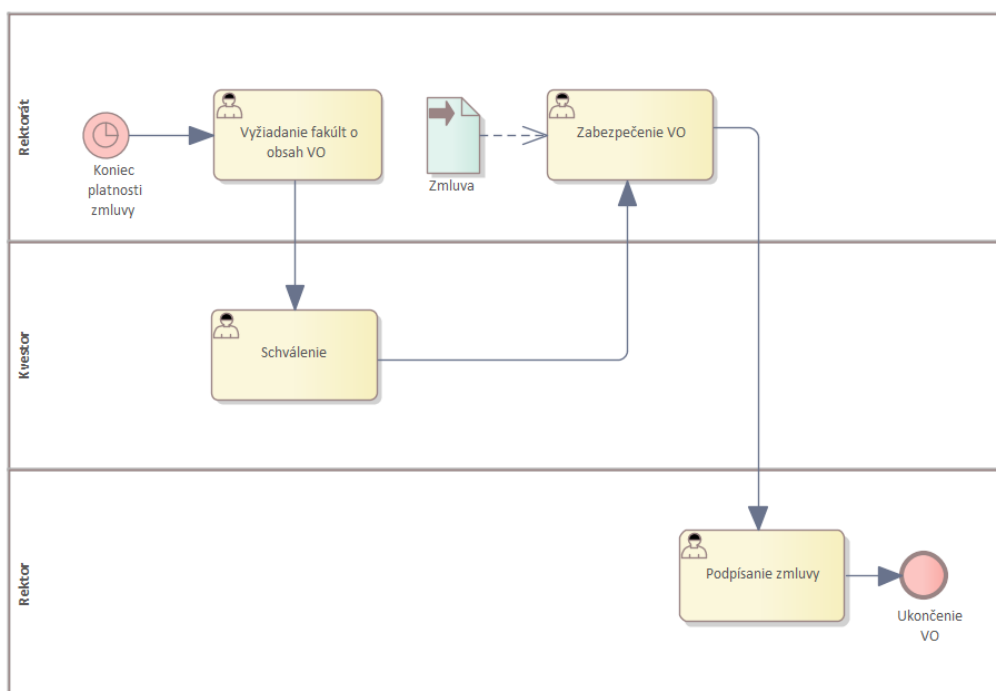 Rektorát
Koniec
platnosti
zmluvy
Vyžiadanie fakúlt o
obsah VO
Zmluva
Zabezpečenie VO
Kvestor
Schválenie
Rektor
Podpísanie zmluvy
Ukončenie
VO